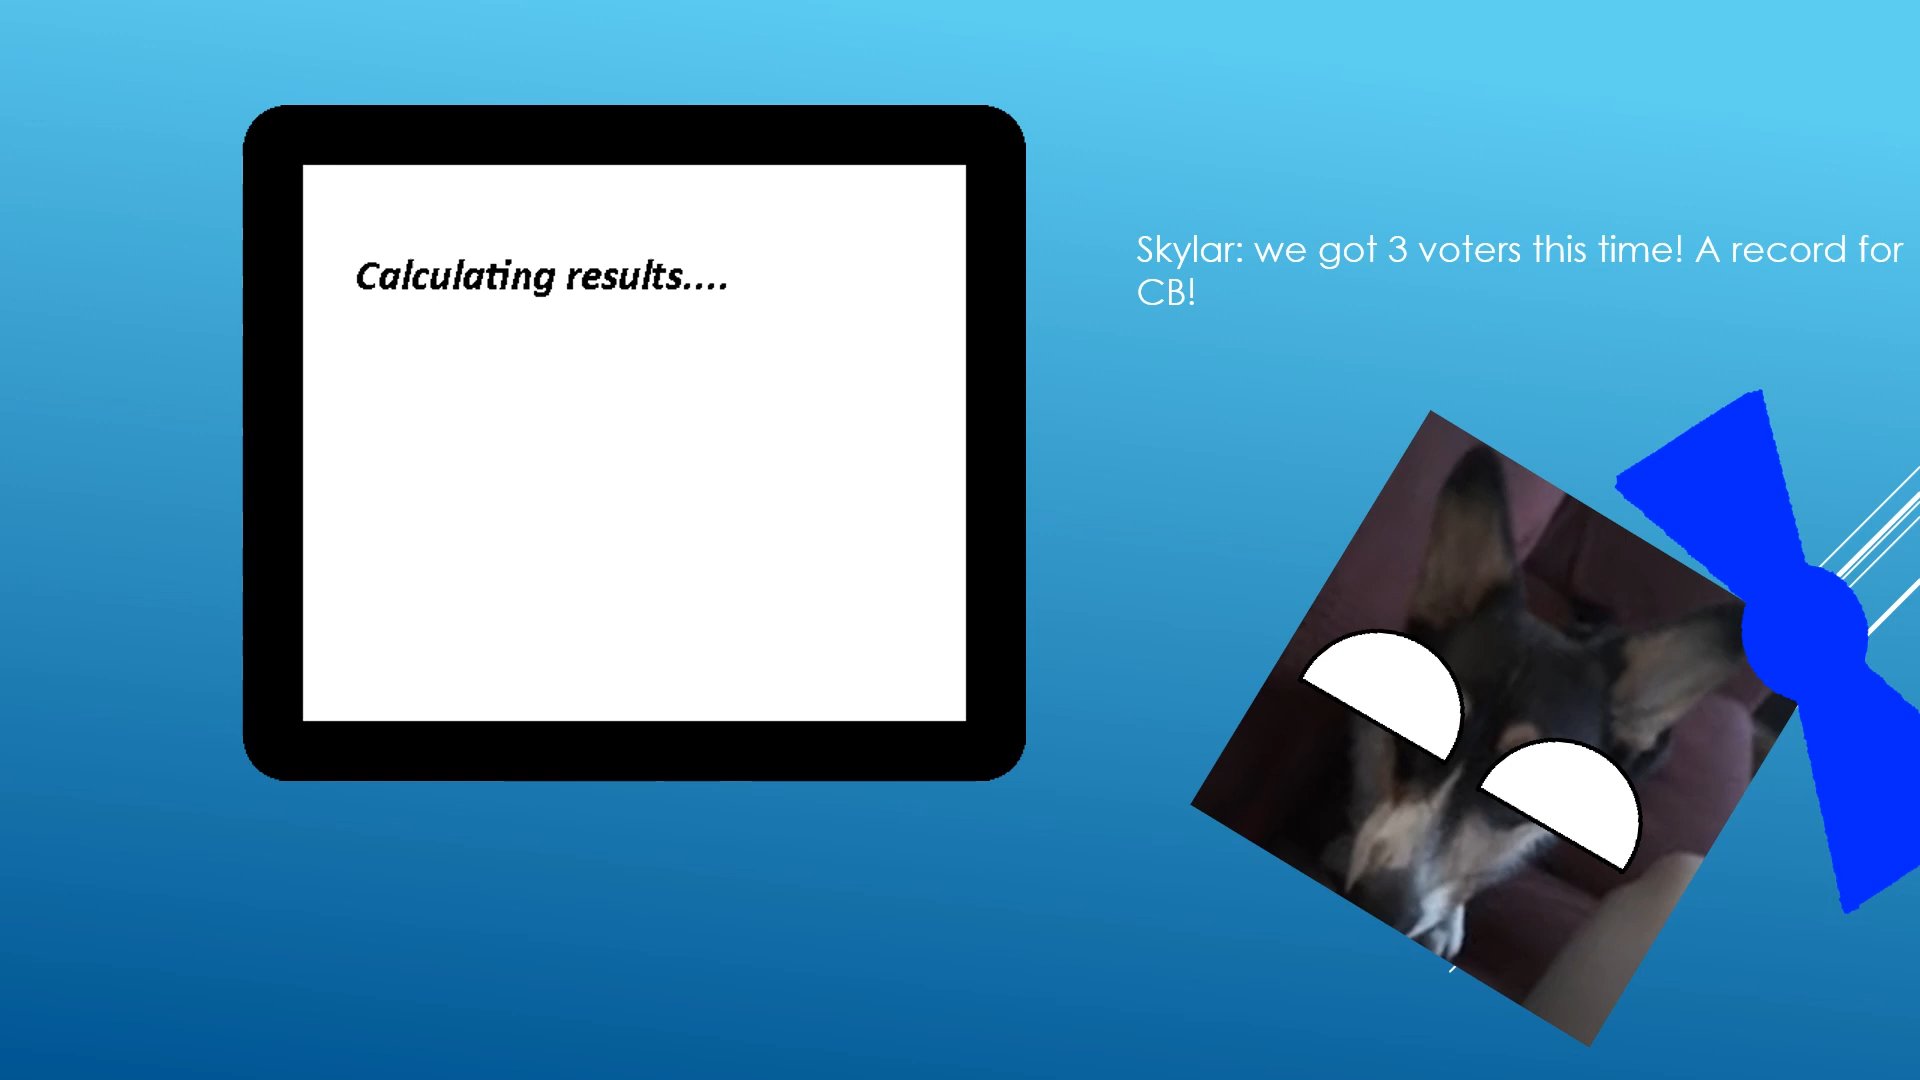 Calculating results....
Skylar: we got 3 voters this time! A record for
CB!